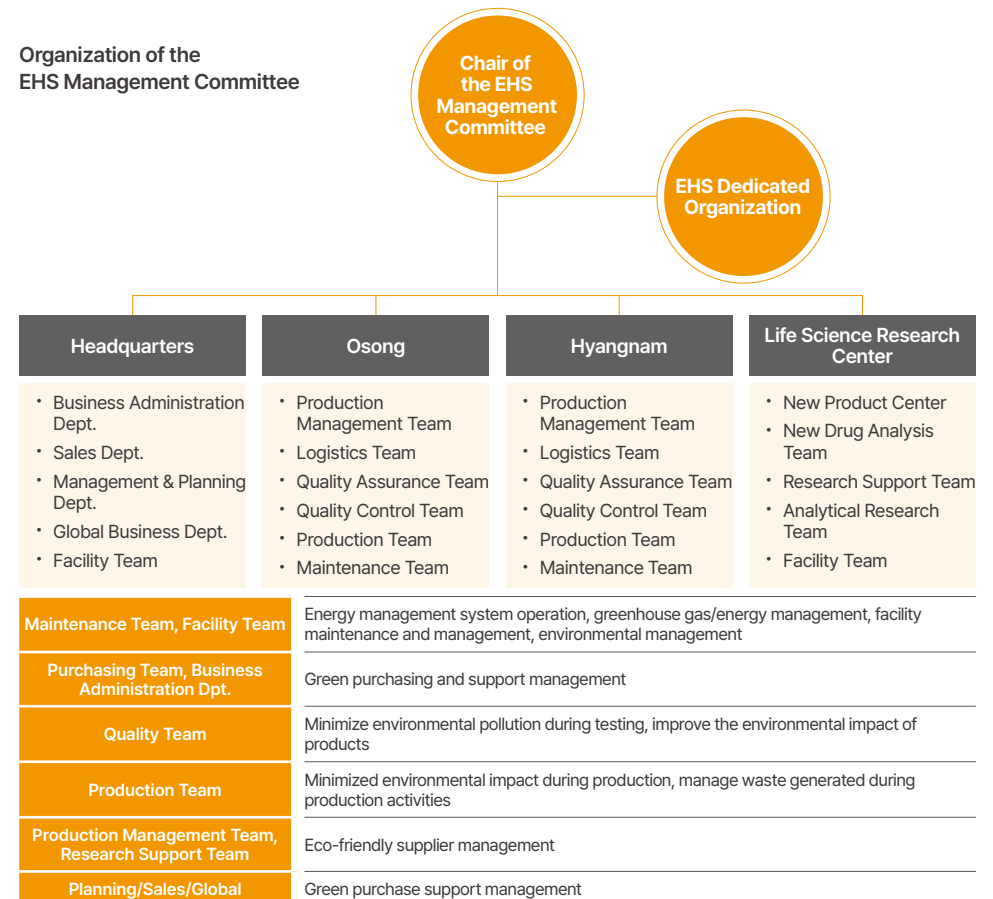 Organization of the
EHS Management Committee
Chair of
the EHS
Management
Committee
EHS Dedicated
Organization
Headquarters
• Business Administration
Dept.
• Sales Dept.
• Management & Planning
Dept.
• Global Business Dept.
• Facility Team
Osong
• Production
Management Team
• Logistics Team
• Quality Assurance Team
• Quality Control Team
• Production Team
• Maintenance Team
Hyangnam
• Production
Management Team
• Logistics Team
• Quality Assurance Team
• Quality Control Team
• Production Team
• Maintenance Team
Life Science Research
Center
• New Product Center
• New Drug Analysis
Team
• Research Support Team
• Analytical Research
Team
• Facility Team
Maintenance Team, Facility Team
Energy management system operation, greenhouse gas/energy management, facility
maintenance and management, environmental management
Purchasing Team, Business
Administration Dpt.
Green purchasing and support management
Quality Team
Minimize environmental pollution during testing, improve the environmental impact of
products
Production Team
Minimized environmental impact during production, manage waste generated during
production activities
Production Management Team,
Research Support Team
Eco-friendly supplier management
Planning/Sales/Global
Green purchase support management